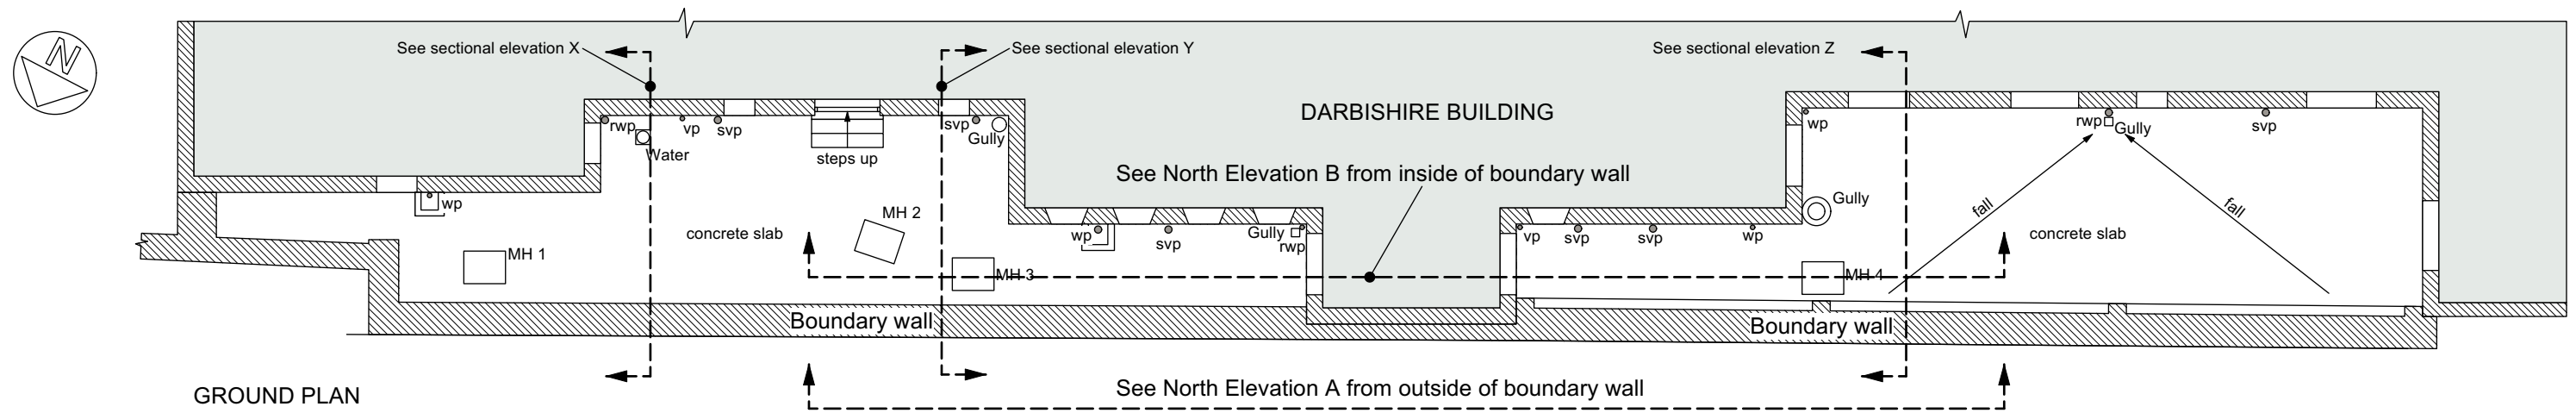 N
See sectional elevation X
See sectional elevation Y
See sectional elevation Z
DARBISHIRE BUILDING
rwp
vp
svp
svp
Gully
Water
steps up
wp
rwp
Gully
svp
See North Elevation B from inside of boundary wall
wp
Gully
fall
fall
MH 1
concrete slab
MH 2
MH 3
wp
svp
Gully
rwp
vp
svp
svp
wp
MH 4
concrete slab
Boundary wall
Boundary wall
GROUND PLAN
See North Elevation A from outside of boundary wall